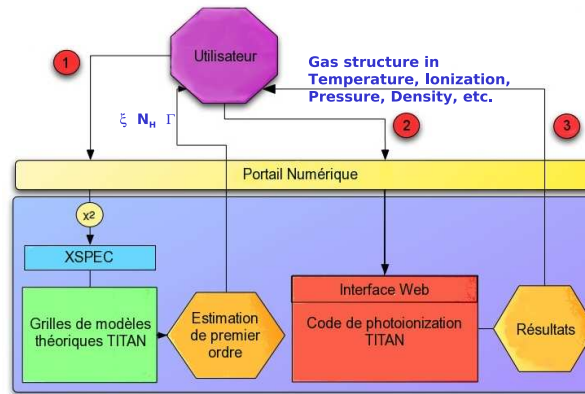 1
Utilisateur
Gas structure in
Temperature, Ionization,
Pressure, Density, etc.
ξ N_H Γ
2
3
Portail Numérique
χ²
XSPEC
Grilles de modèles
théoriques TITAN
Estimation
de premier
ordre
Interface Web
Code de photoionization
TITAN
Résultats